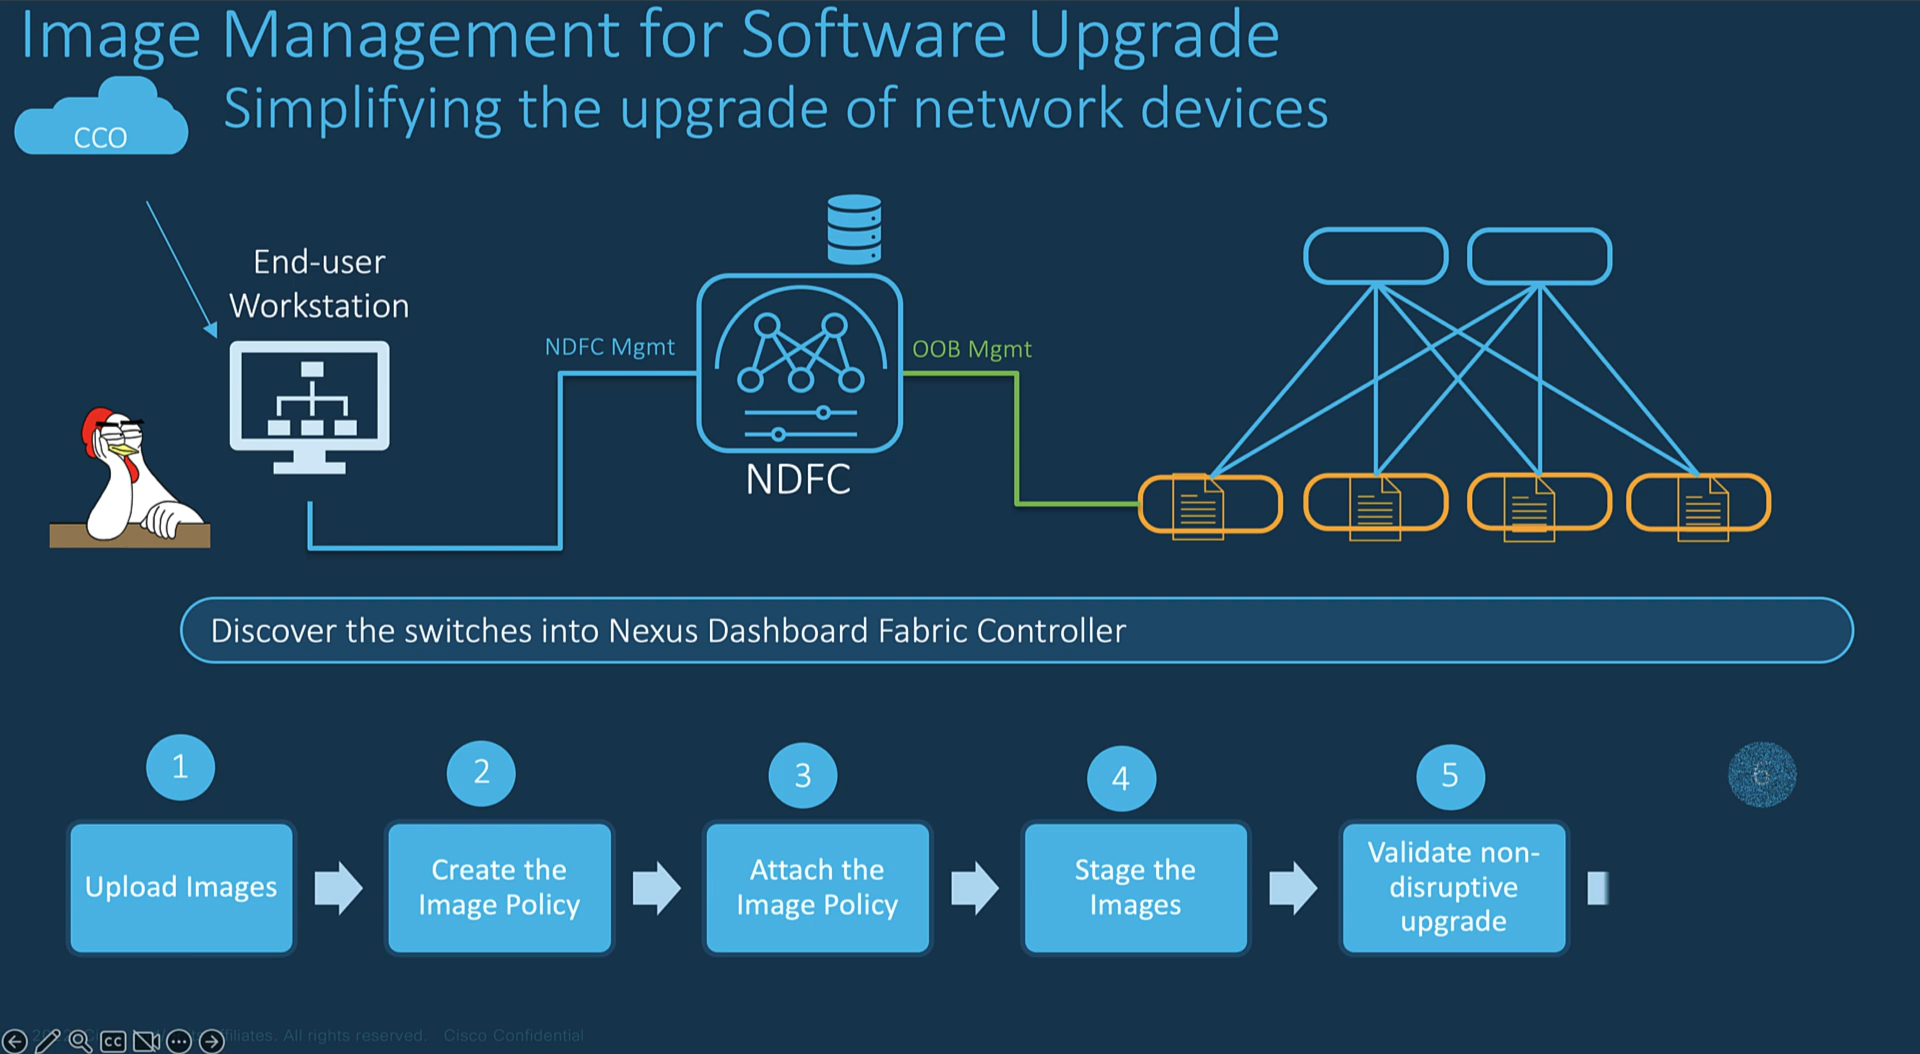 Image Management for Software Upgrade
Simplifying the upgrade of network devices
CCO
End-user
Workstation
NDFC Mgmt
OOB Mgmt
NDFC
Discover the switches into Nexus Dashboard Fabric Controller
1
2
3
4
5
6
Upload Images
Create the
Image Policy
Attach the
Image Policy
Stage the
Images
Validate non-
disruptive
upgrade
All rights reserved. Cisco Confidential
CC